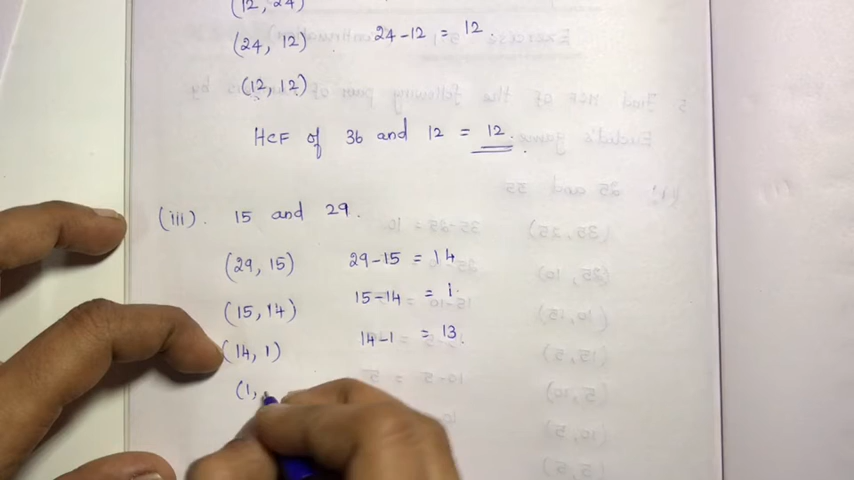 (12, 24)
(24, 12) 24-12 = 12.
(12, 12)
HCF of 36 and 12 = 12.
(iii). 15 and 29.
(29, 15) 29-15 = 14
(15, 14) 15-14 = 1.
(14, 1) 14-1 = 13.
(1,